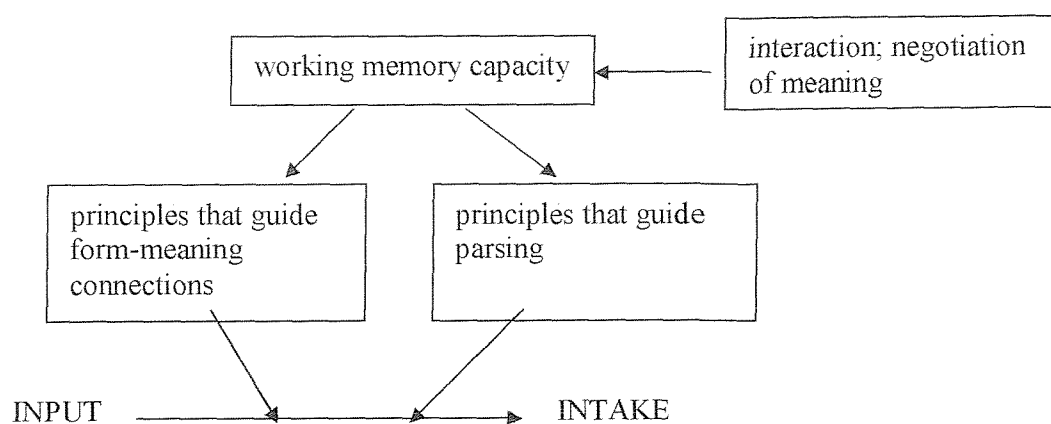 working memory capacity
interaction; negotiation
of meaning
principles that guide
form-meaning
connections
principles that guide
parsing
INPUT
INTAKE